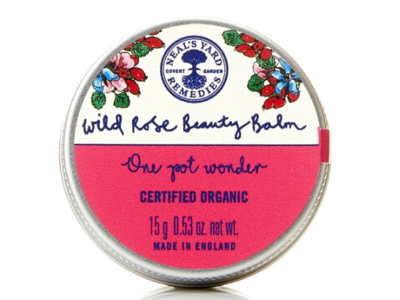 NEAL'S YARD
COVENT GARDEN
REMEDIES
Wild Rose Beauty Balm
One pot wonder
CERTIFIED ORGANIC
15g 0.53 oz. net wt.
MADE IN ENGLAND